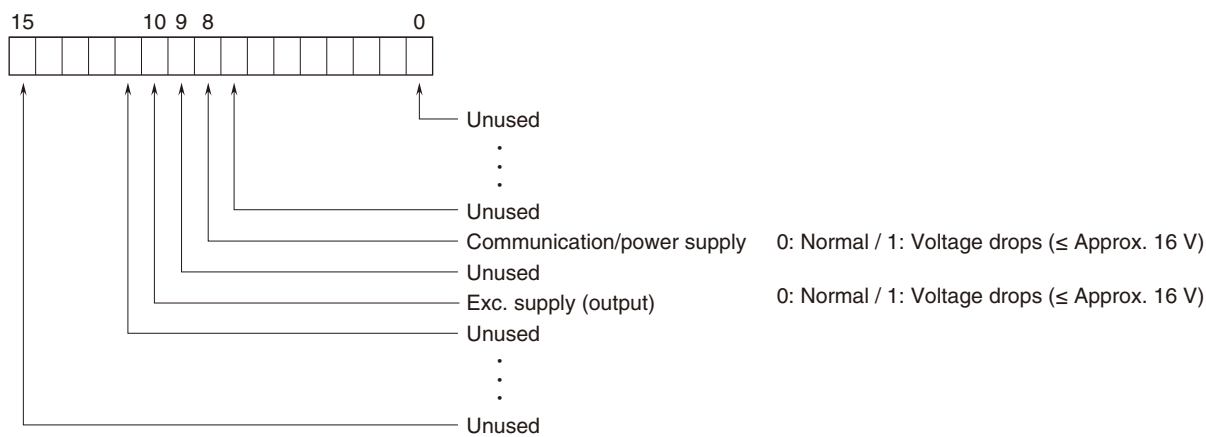 15 10 9 8 0
Unused
Unused
Communication/power supply 0: Normal / 1: Voltage drops (≤ Approx. 16 V)
Unused
Exc. supply (output) 0: Normal / 1: Voltage drops (≤ Approx. 16 V)
Unused
Unused